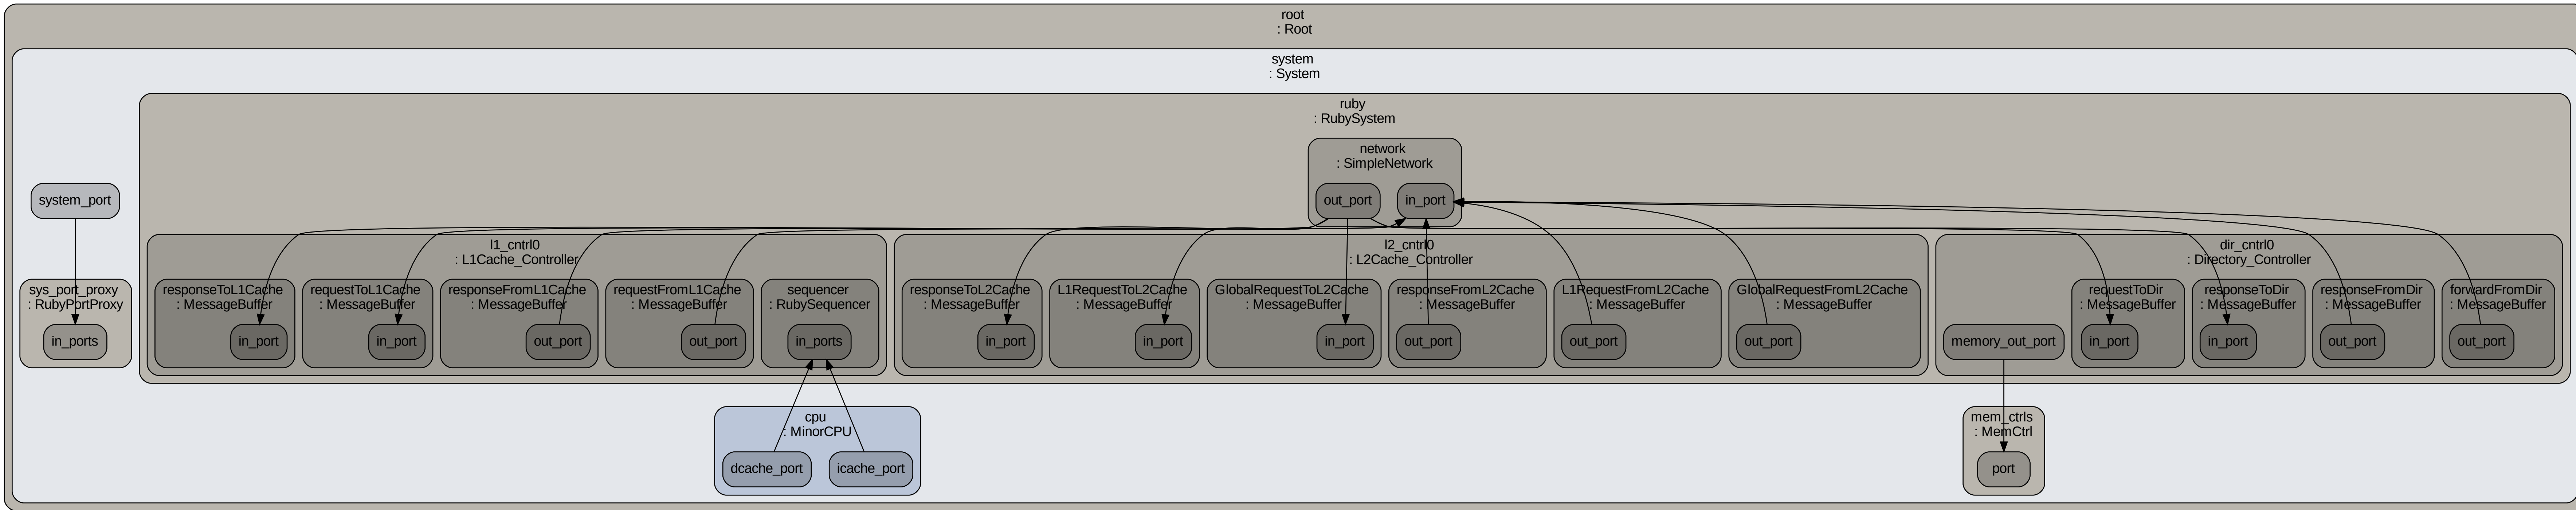 root
: Root
system
: System
ruby
: RubySystem
network
: SimpleNetwork
system_port
out_port
in_port
l1_cntrl0
: L1Cache_Controller
l2_cntrl0
: L2Cache_Controller
dir_cntrl0
: Directory_Controller
sys_port_proxy
: RubyPortProxy
in_ports
responseToL1Cache
: MessageBuffer
in_port
requestToL1Cache
: MessageBuffer
in_port
responseFromL1Cache
: MessageBuffer
out_port
requestFromL1Cache
: MessageBuffer
out_port
sequencer
: RubySequencer
in_ports
responseToL2Cache
: MessageBuffer
in_port
L1RequestToL2Cache
: MessageBuffer
in_port
GlobalRequestToL2Cache
: MessageBuffer
in_port
responseFromL2Cache
: MessageBuffer
out_port
L1RequestFromL2Cache
: MessageBuffer
out_port
GlobalRequestFromL2Cache
: MessageBuffer
out_port
memory_out_port
requestToDir
: MessageBuffer
in_port
responseToDir
: MessageBuffer
in_port
responseFromDir
: MessageBuffer
out_port
forwardFromDir
: MessageBuffer
out_port
cpu
: MinorCPU
dcache_port
icache_port
mem_ctrls
: MemCtrl
port